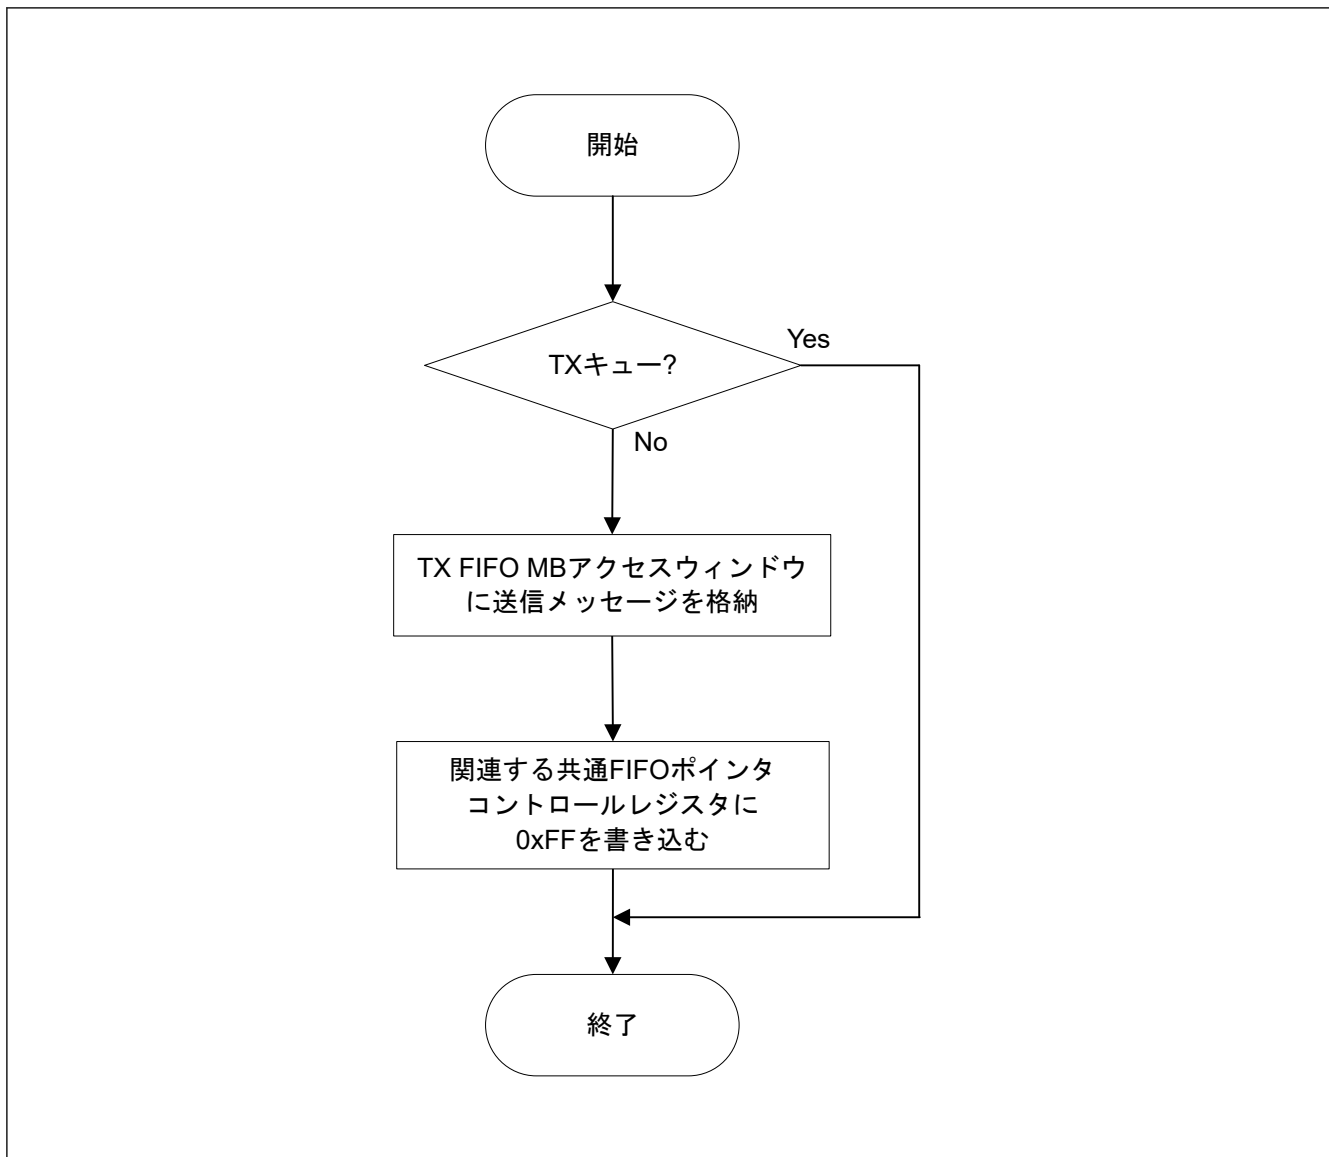 開始
TXキュー?
Yes
No
TX FIFO MBアクセスウィンドウ
に送信メッセージを格納
関連する共通FIFOポインタ
コントロールレジスタに
0xFFを書き込む
終了